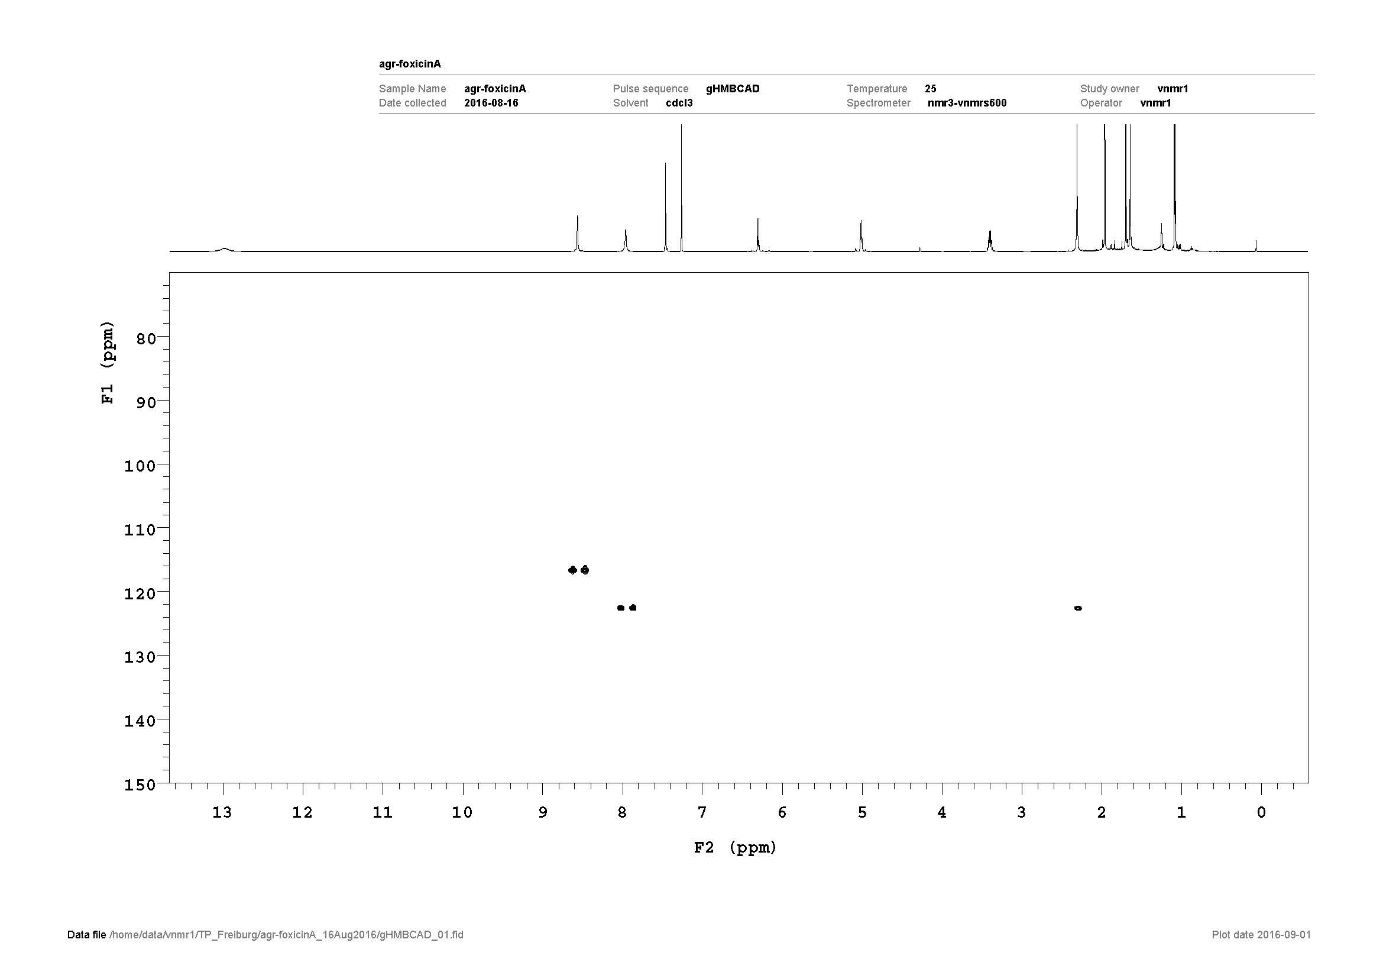 agr-foxicinA
Sample Name agr-foxicinA Pulse sequence gHMBCAD Temperature 25 Study owner vnmr1
Date collected 2016-08-16 Solvent cdcl3 Spectrometer nmr3-vnmrs600 Operator vnmr1
F1 (ppm)
80
90
100
110
120
130
140
150
13 12 11 10 9 8 7 6 5 4 3 2 1 0
F2 (ppm)
Data file /home/data/vnmr1/TP_Freiburg/agr-foxicinA_16Aug2016/gHMBCAD_01.fid Plot date 2016-09-01